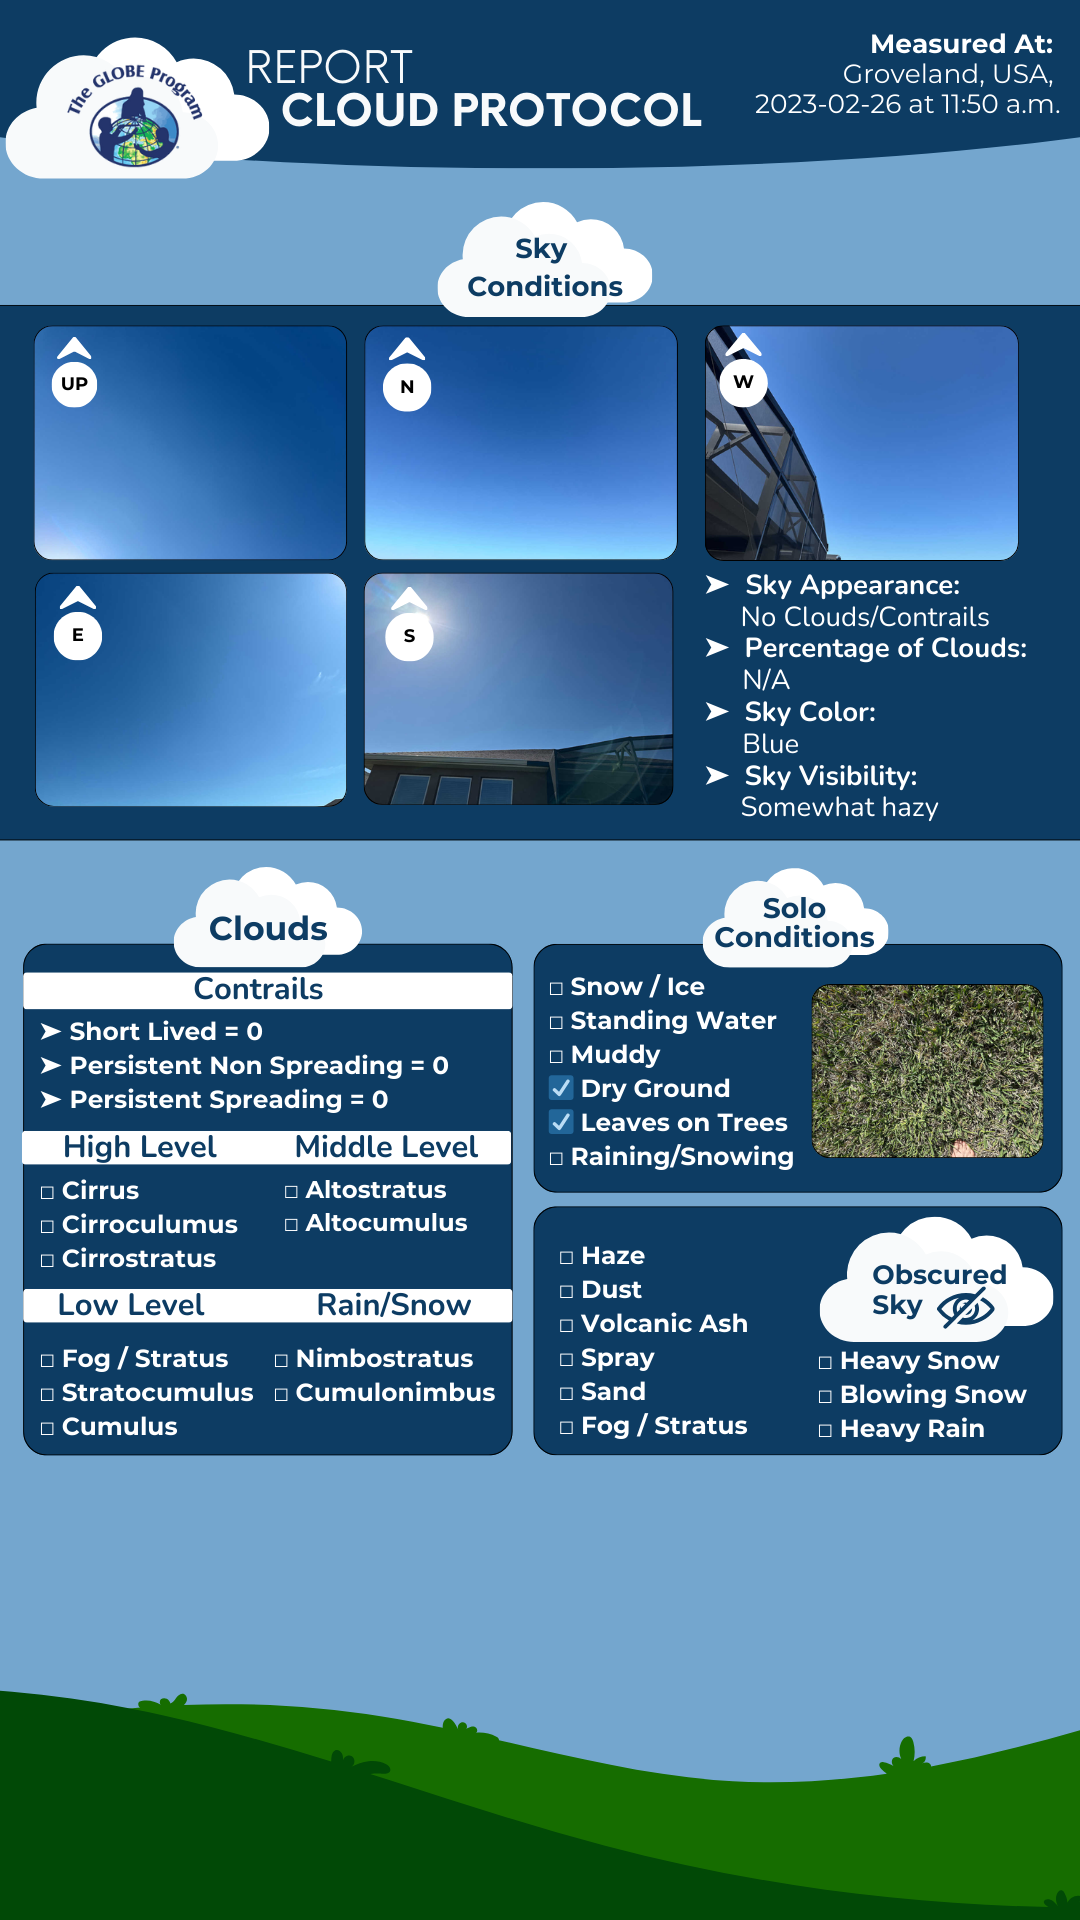 The GLOBE Program
REPORT
CLOUD PROTOCOL
Measured At:
Groveland, USA,
2023-02-26 at 11:50 a.m.
Sky
Conditions
UP
N
W
E
S
➤ Sky Appearance:
No Clouds/Contrails
➤ Percentage of Clouds:
N/A
➤ Sky Color:
Blue
➤ Sky Visibility:
Somewhat hazy
Clouds
Contrails
➤ Short Lived = 0
➤ Persistent Non Spreading = 0
➤ Persistent Spreading = 0
High Level
□ Cirrus
□ Cirroculumus
□ Cirrostratus
Middle Level
□ Altostratus
□ Altocumulus
Low Level
□ Fog / Stratus
□ Stratocumulus
□ Cumulus
Rain/Snow
□ Nimbostratus
□ Cumulonimbus
Solo
Conditions
□ Snow / Ice
□ Standing Water
□ Muddy
☑ Dry Ground
☑ Leaves on Trees
□ Raining/Snowing
Obscured
Sky
□ Haze
□ Dust
□ Volcanic Ash
□ Spray
□ Sand
□ Fog / Stratus
□ Heavy Snow
□ Blowing Snow
□ Heavy Rain